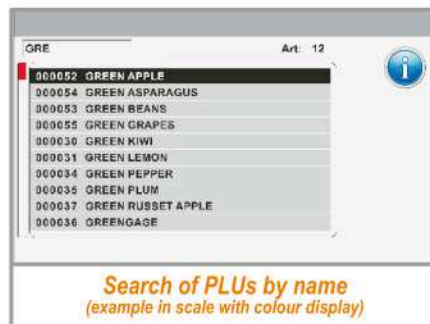 GRE Art: 12
000052 GREEN APPLE
000054 GREEN ASPARAGUS
000053 GREEN BEANS
000055 GREEN GRAPES
000030 GREEN KIWI
000031 GREEN LEMON
000034 GREEN PEPPER
000035 GREEN PLUM
000037 GREEN RUSSET APPLE
000036 GREENGAGE
Search of PLUs by name
(example in scale with colour display)